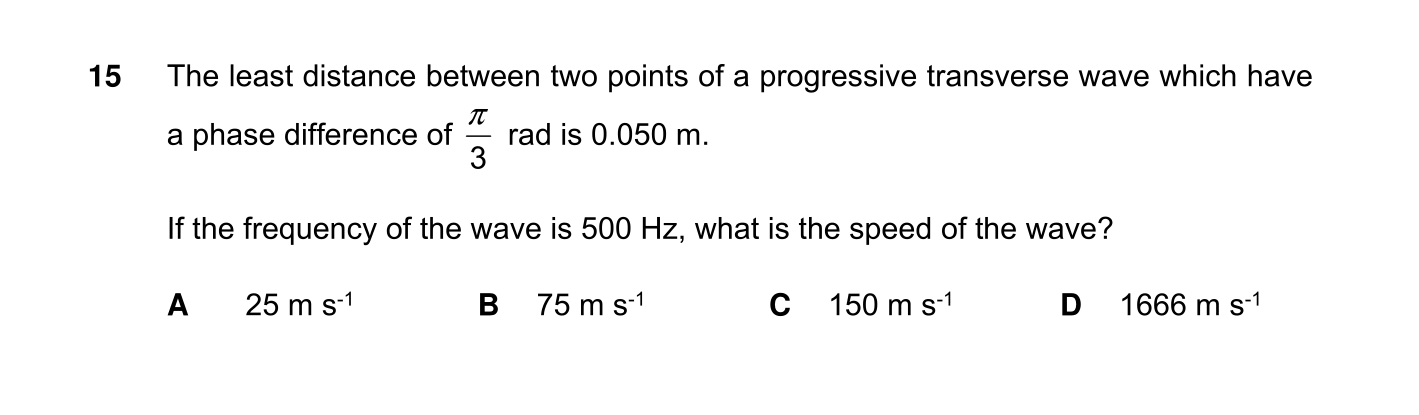 15 The least distance between two points of a progressive transverse wave which have
a phase difference of π/3 rad is 0.050 m.
If the frequency of the wave is 500 Hz, what is the speed of the wave?
A 25 m s⁻¹ B 75 m s⁻¹ C 150 m s⁻¹ D 1666 m s⁻¹